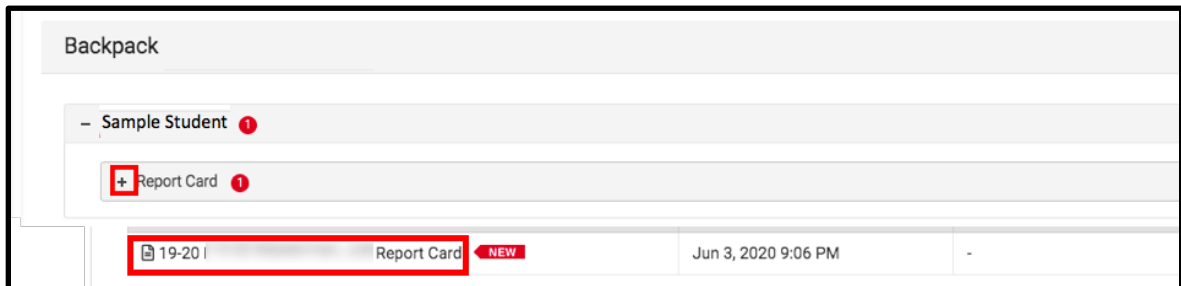 Backpack
– Sample Student 1
+ Report Card 1
19-20 Report Card NEW Jun 3, 2020 9:06 PM -